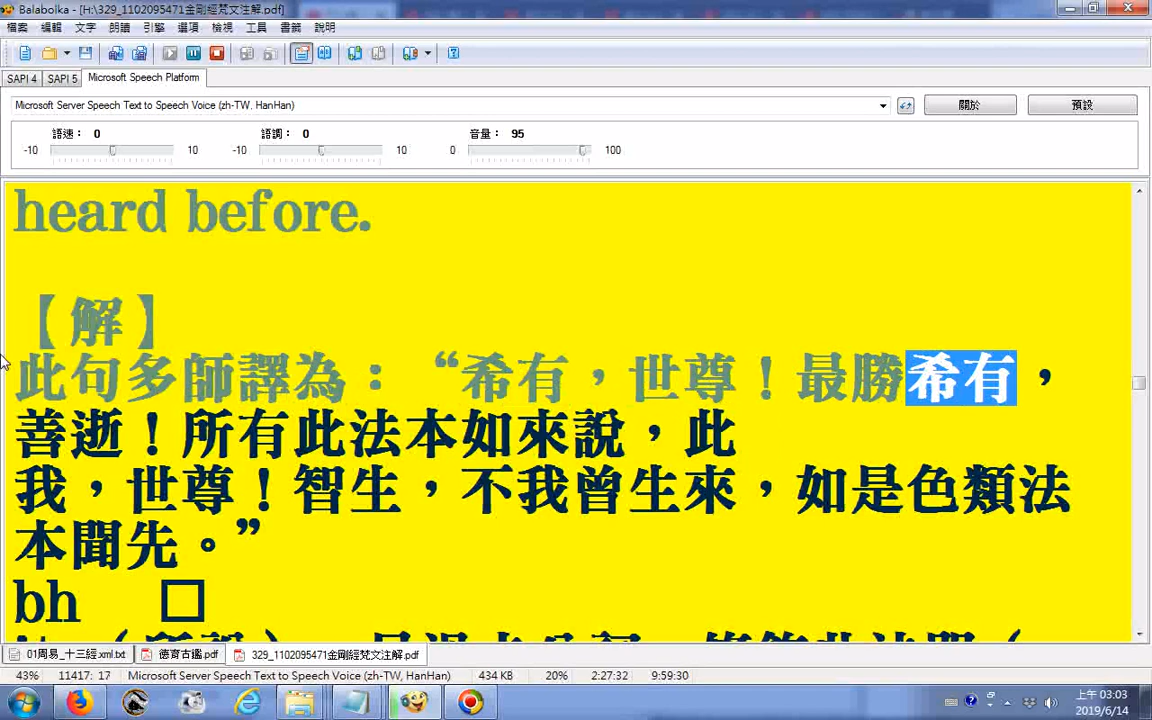 Balabolka - [H:\329_1102095471金剛經梵文注解.pdf]
檔案 編輯 文字 朗讀 引擎 選項 檢視 工具 書籤 說明
SAPI 4 SAPI 5 Microsoft Speech Platform
Microsoft Server Speech Text to Speech Voice (zh-TW, HanHan) 關於 預設
語速: 0 語調: 0 音量: 95
-10 10 -10 10 0 100
heard before.
【解】
此句多師譯為：“希有，世尊！最勝希有，
善逝！所有此法本如來說，此
我，世尊！智生，不我曾生來，如是色類法
本聞先。”
bh □
01周易_十三經.xml.txt 德育古鑑.pdf 329_1102095471金剛經梵文注解.pdf
43% 11417: 17 Microsoft Server Speech Text to Speech Voice (zh-TW, HanHan) 434 KB 20% 2:27:32 9:59:30
上午 03:03
2019/6/14